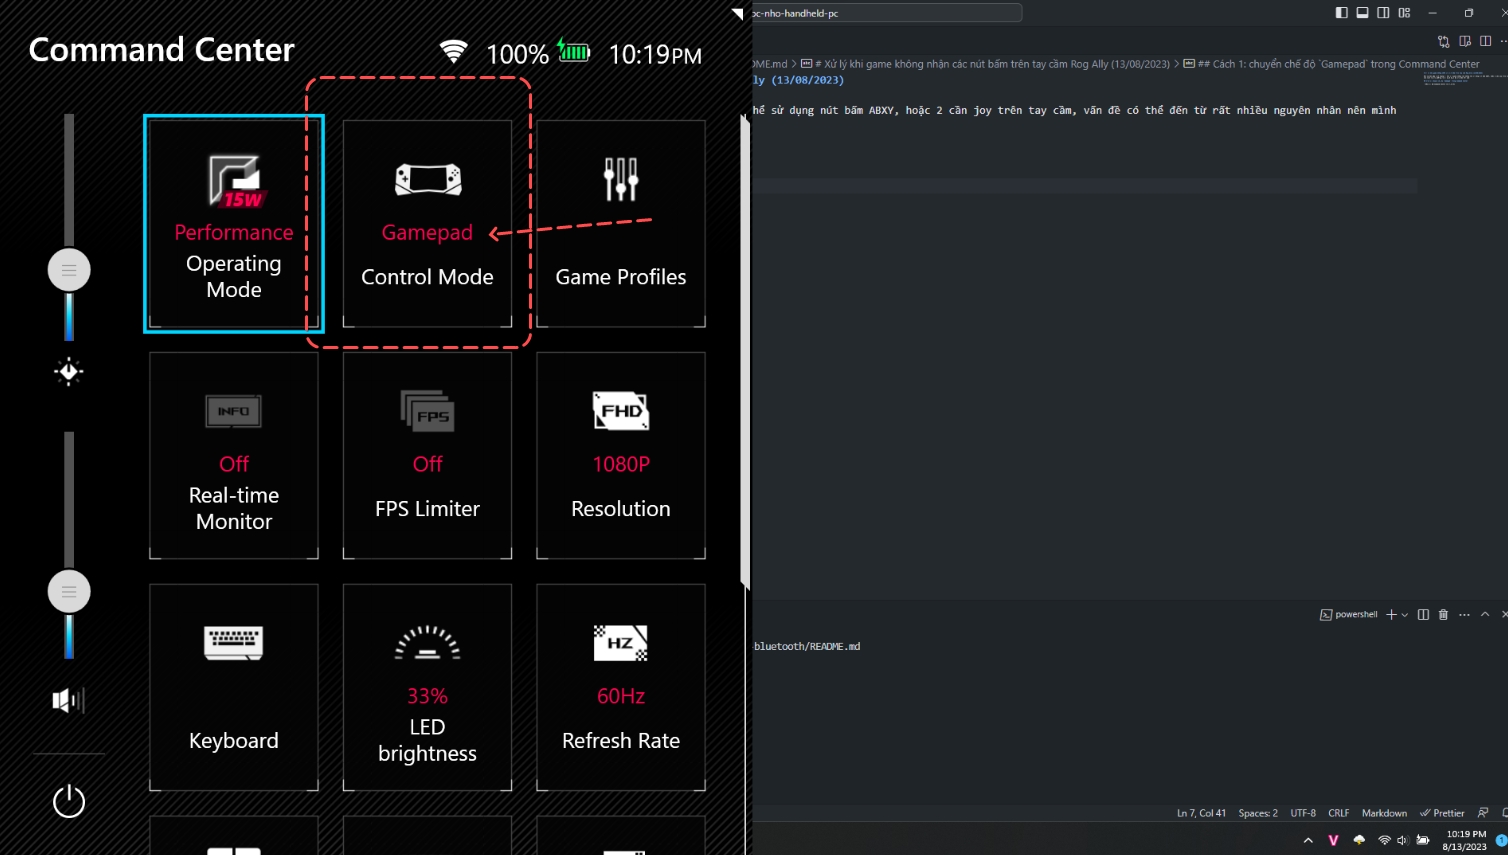 Command Center
100%
10:19PM
15W
Performance
Operating
Mode
Gamepad
Control Mode
Game Profiles
INFO
Off
Real-time
Monitor
FPS
Off
FPS Limiter
FHD
1080P
Resolution
Keyboard
33%
LED
brightness
HZ
60Hz
Refresh Rate
oc-nho-handheld-pc
OME.md > # Xử lý khi game không nhận các nút bấm trên tay cầm Rog Ally (13/08/2023) > ## Cách 1: chuyển chế độ `Gamepad` trong Command Center
ly (13/08/2023)
hể sử dụng nút bấm ABXY, hoặc 2 cần joy trên tay cầm, vấn đề có thể đến từ rất nhiều nguyên nhân nên mình
powershell
-bluetooth/README.md
Ln 7, Col 41 Spaces: 2 UTF-8 CRLF Markdown Prettier
10:19 PM
8/13/2023
1